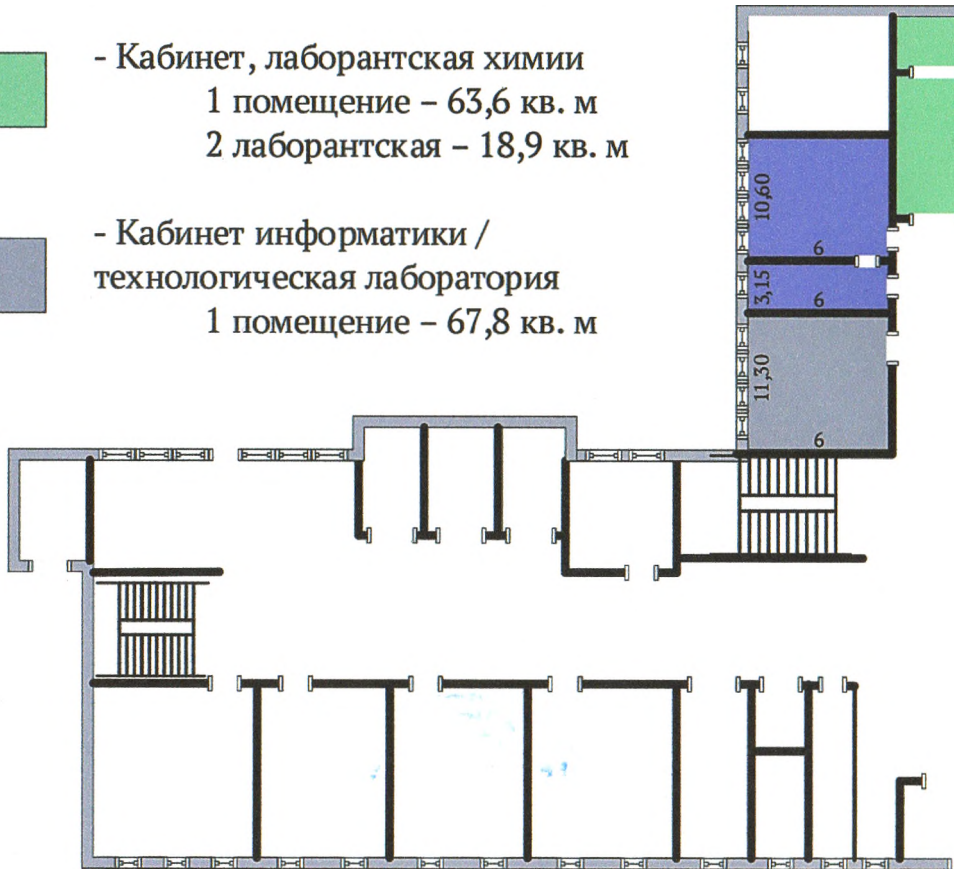 - Кабинет, лаборантская химии
1 помещение – 63,6 кв. м
2 лаборантская – 18,9 кв. м
- Кабинет информатики /
технологическая лаборатория
1 помещение – 67,8 кв. м
10,60
6
3,15
6
11,30
6